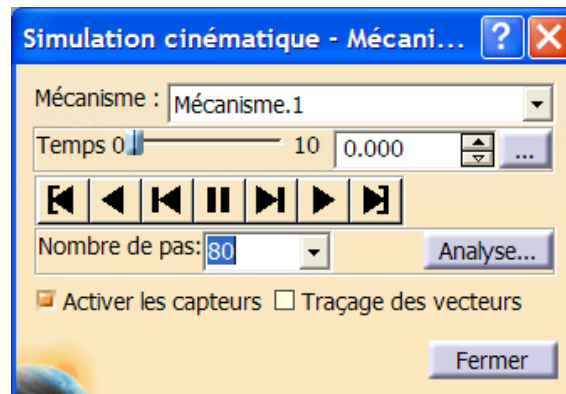 Simulation cinématique - Mécani... ?
Mécanisme : Mécanisme.1
Temps 0 10 0.000 ...
Nombre de pas: 80 Analyse...
Activer les capteurs Traçage des vecteurs
Fermer